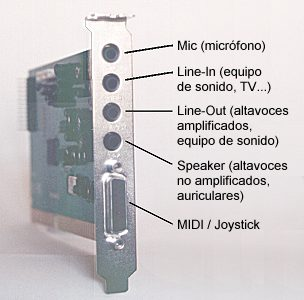 Mic (micrófono)
Line-In (equipo
de sonido, TV...)
Line-Out (altavoces
amplificados,
equipo de sonido)
Speaker (altavoces
no amplificados,
auriculares)
MIDI / Joystick